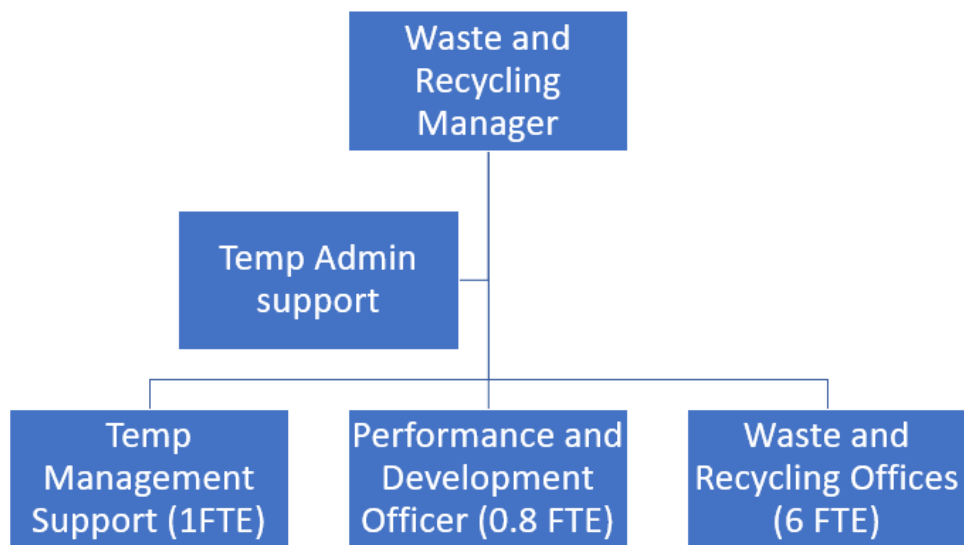 Waste and
Recycling
Manager
Temp Admin
support
Temp
Management
Support (1FTE)
Performance and
Development
Officer (0.8 FTE)
Waste and
Recycling Offices
(6 FTE)